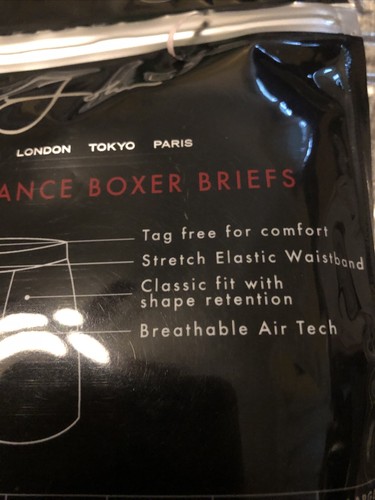 LONDON TOKYO PARIS
ANCE BOXER BRIEFS
Tag free for comfort
Stretch Elastic Waistband
Classic fit with
shape retention
Breathable Air Tech